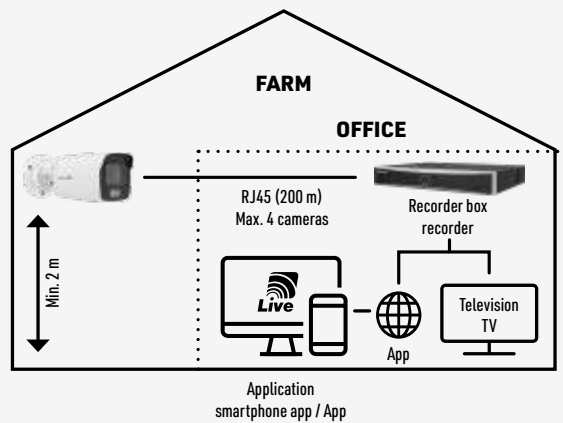 FARM
OFFICE
RJ45 (200 m)
Max. 4 cameras
Recorder box
recorder
Min. 2 m
Live
Television
TV
App
Application
smartphone app / App